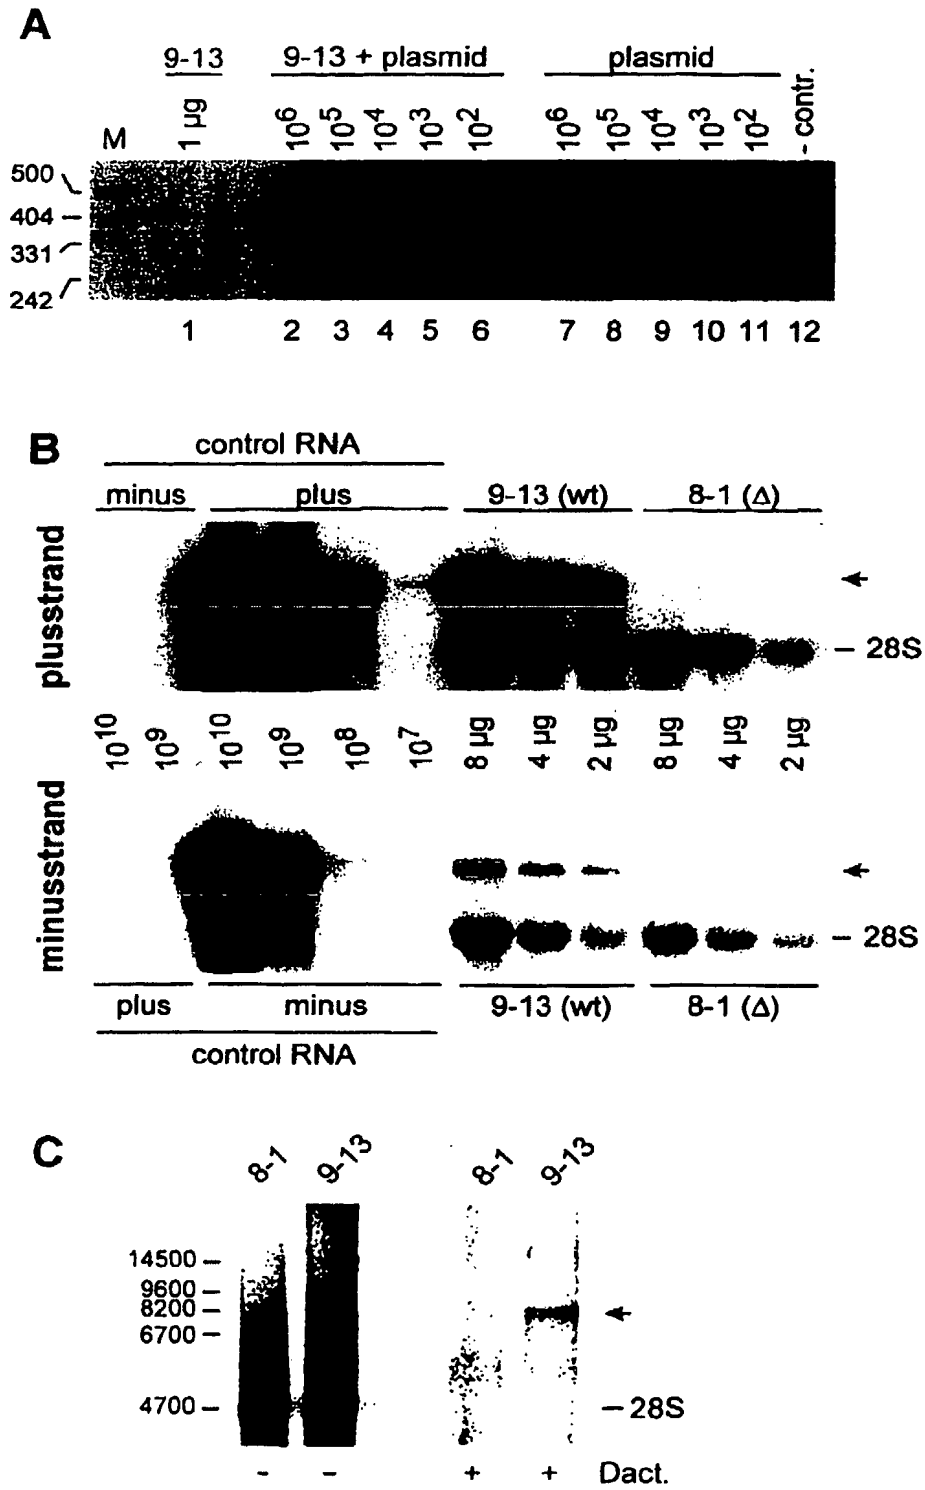 A
9-13 9-13 + plasmid plasmid
M 1 µg 10⁶ 10⁵ 10⁴ 10³ 10² 10⁶ 10⁵ 10⁴ 10³ 10² - contr.
500
404
331
242
1 2 3 4 5 6 7 8 9 10 11 12
B
control RNA
minus plus 9-13 (wt) 8-1 (Δ)
plusstrand
28S
10¹⁰ 10⁹ 10¹⁰ 10⁹ 10⁸ 10⁷ 8 µg 4 µg 2 µg 8 µg 4 µg 2 µg
minusstrand
28S
plus minus 9-13 (wt) 8-1 (Δ)
control RNA
C
8-1 9-13 8-1 9-13
14500
9600
8200
6700
4700
28S
- - + + Dact.